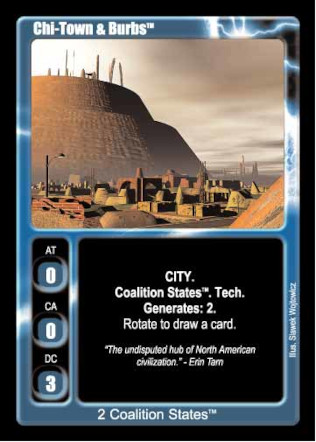 Chi-Town & Burbs™
AT
0
CA
0
DC
3
CITY.
Coalition States™. Tech.
Generates: 2.
Rotate to draw a card.
"The undisputed hub of North American
civilization." - Erin Tarn
Illus. Slawek Wojtowicz
2 Coalition States™